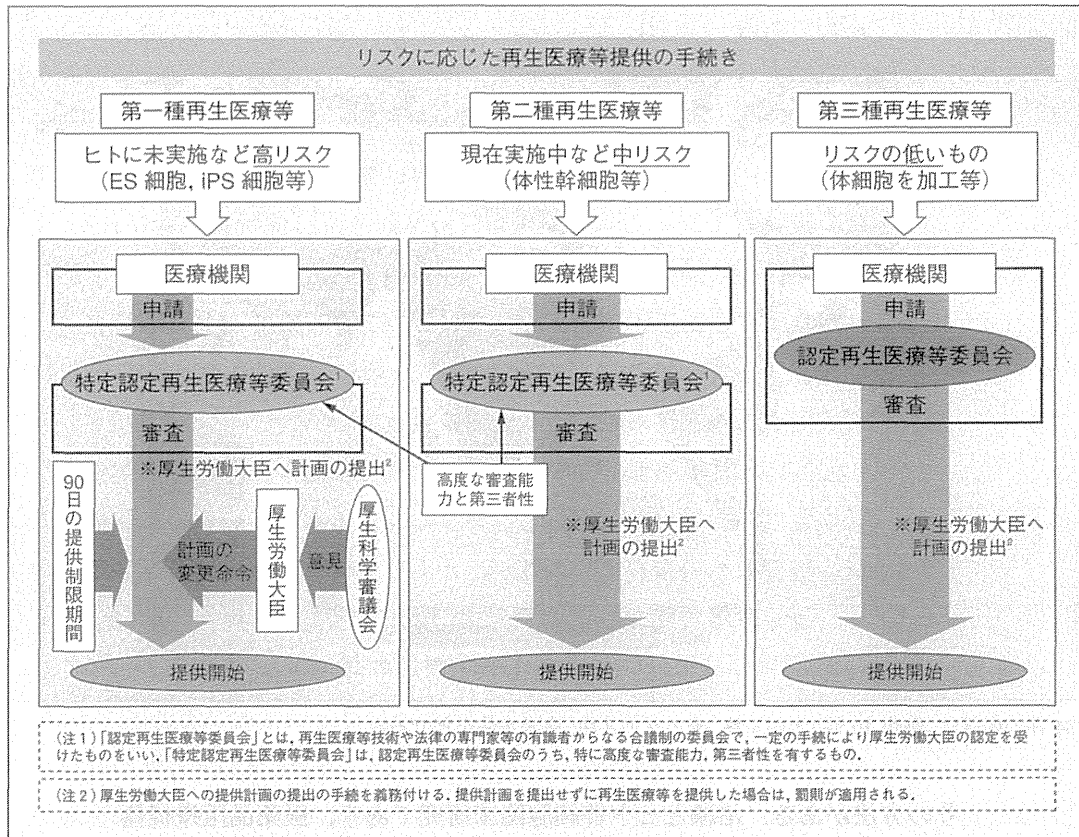 リスクに応じた再生医療等提供の手続き
第一種再生医療等
ヒトに未実施など高リスク
（ES 細胞，iPS 細胞等）
医療機関
申請
特定認定再生医療等委員会¹
審査
※厚生労働大臣へ計画の提出²
90日の提供制限期間
計画の
変更命令
厚生労働大臣
意見
厚生科学審議会
提供開始
第二種再生医療等
現在実施中など中リスク
（体性幹細胞等）
医療機関
申請
特定認定再生医療等委員会¹
審査
高度な審査能
力と第三者性
※厚生労働大臣へ
計画の提出²
提供開始
第三種再生医療等
リスクの低いもの
（体細胞を加工等）
医療機関
申請
認定再生医療等委員会
審査
※厚生労働大臣へ
計画の提出²
提供開始
（注１）「認定再生医療等委員会」とは，再生医療等技術や法律の専門家等の有識者からなる合議制の委員会で，一定の手続により厚生労働大臣の認定を受
けたものをいい，「特定認定再生医療等委員会」は，認定再生医療等委員会のうち，特に高度な審査能力，第三者性を有するもの．
（注２）厚生労働大臣への提供計画の提出の手続を義務付ける．提供計画を提出せずに再生医療等を提供した場合は，罰則が適用される．